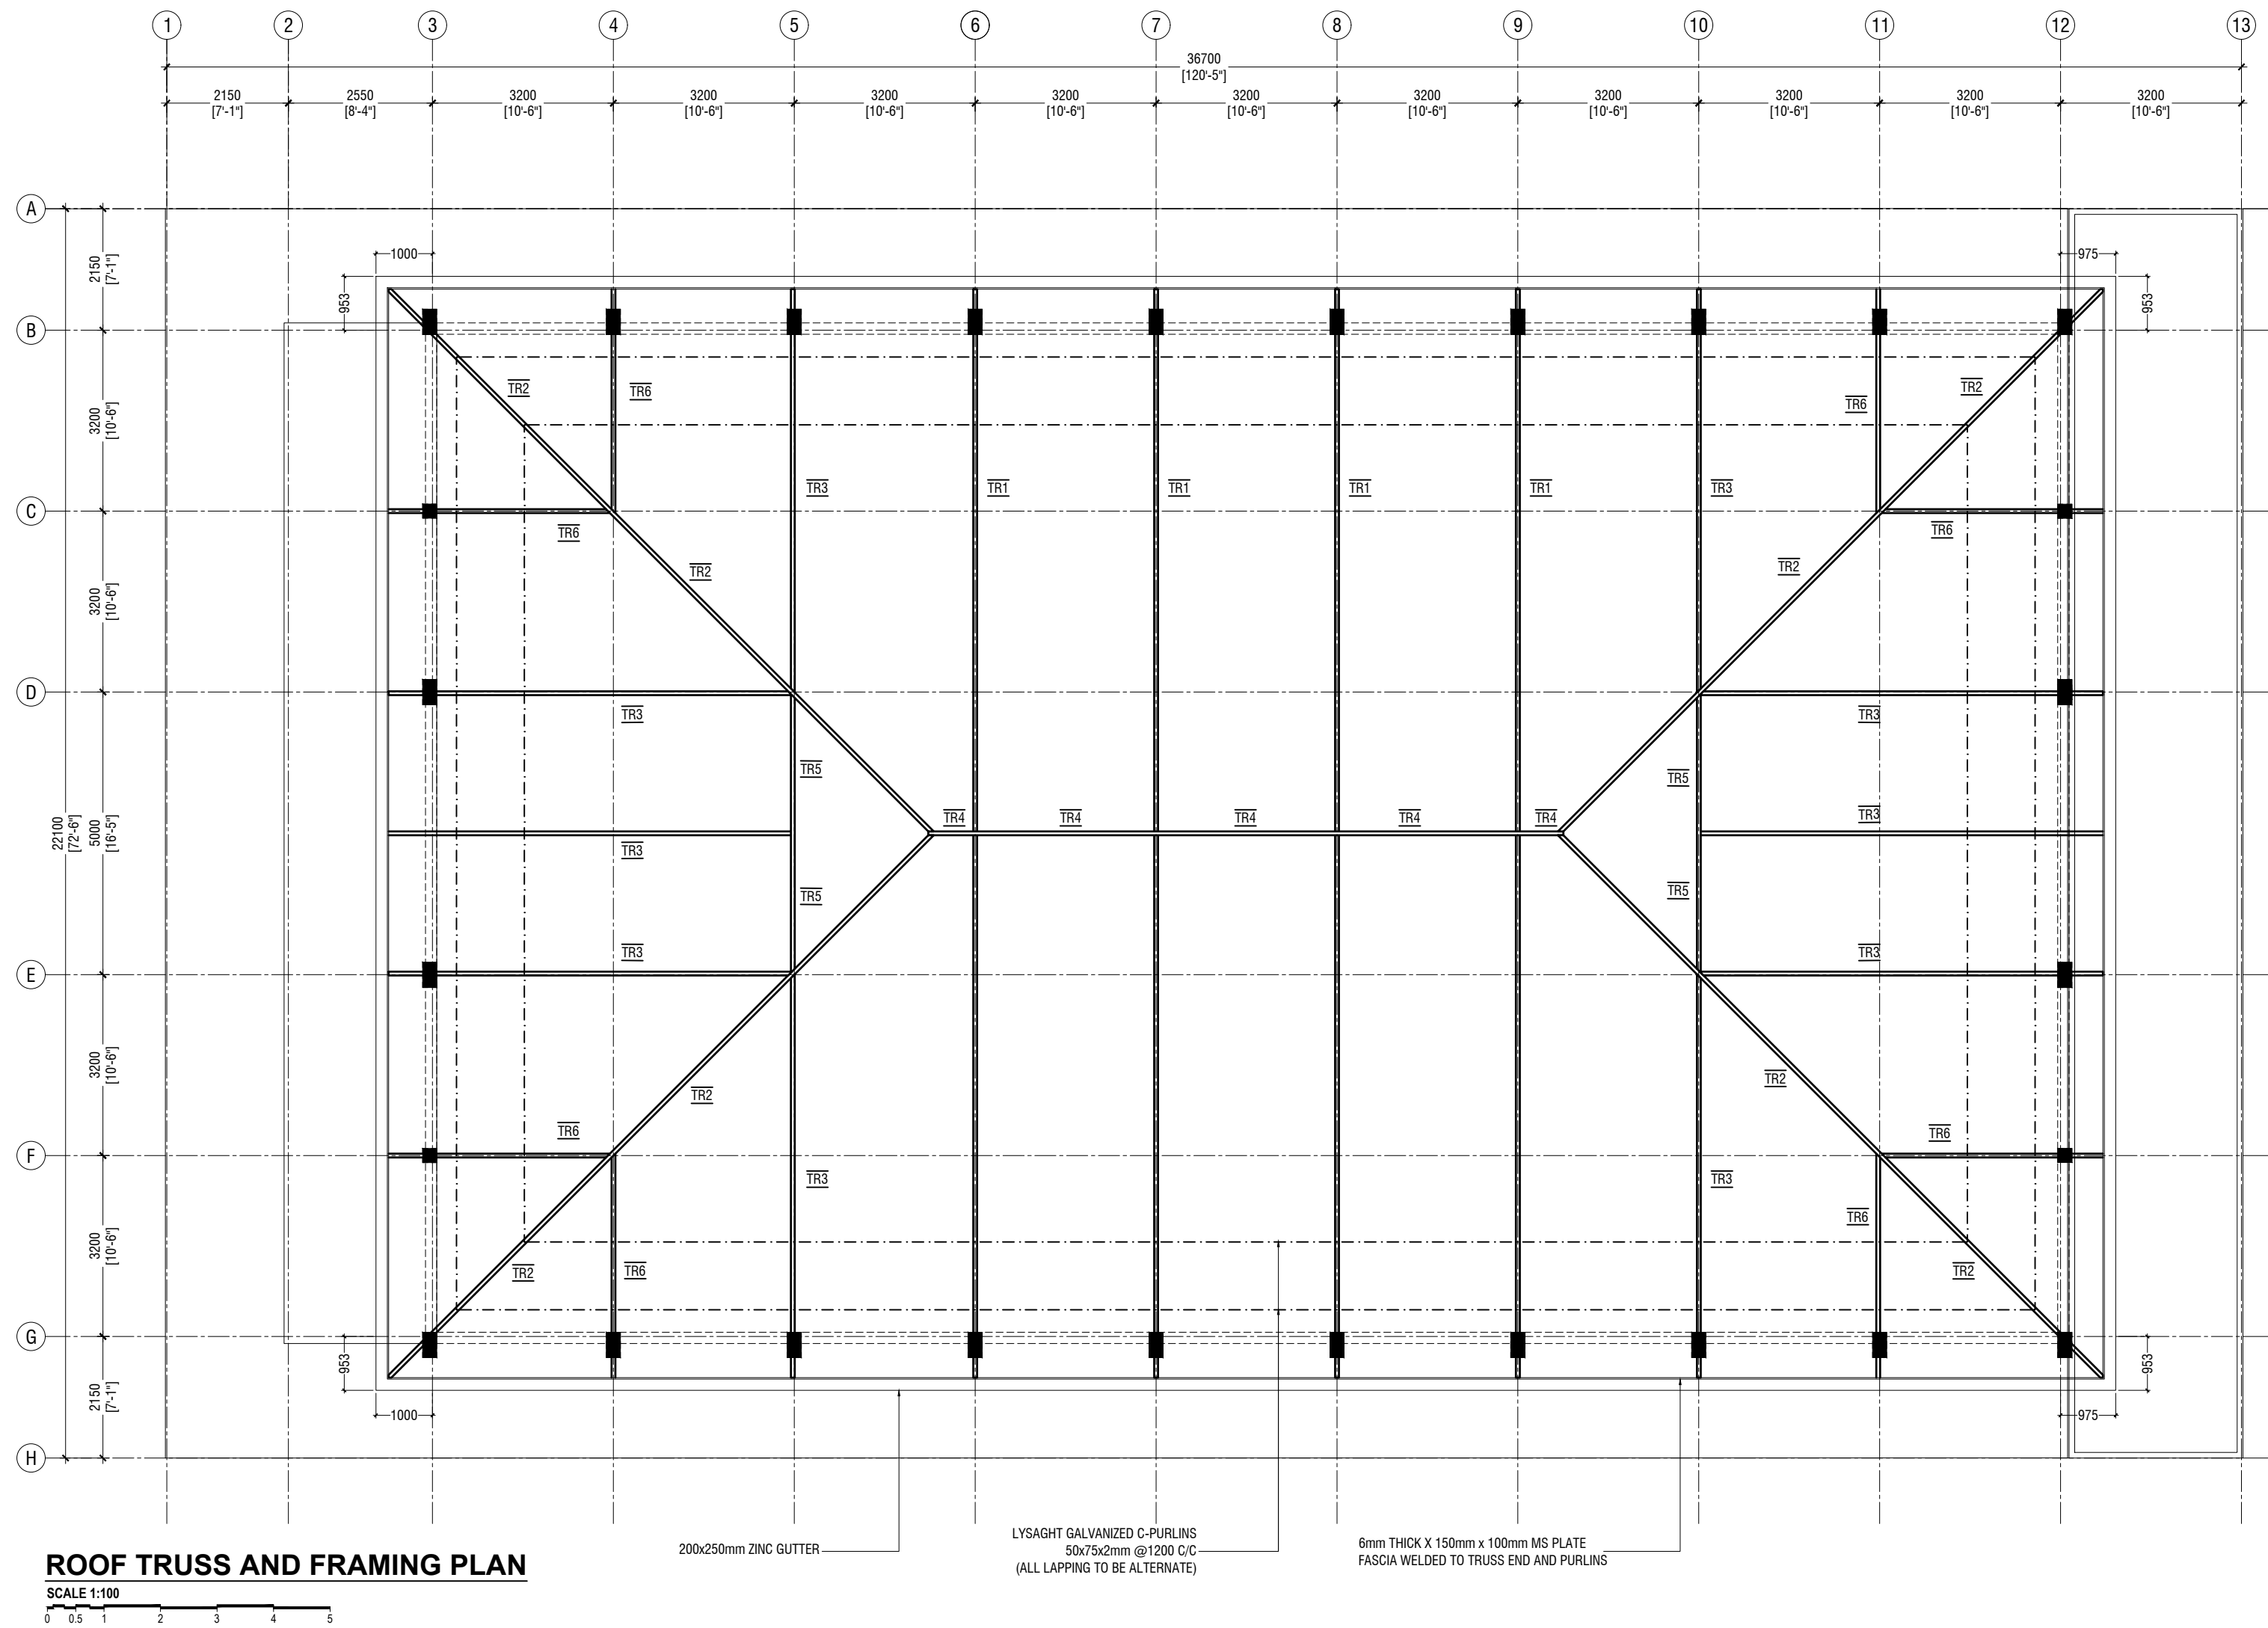 1 2 3 4 5 6 7 8 9 10 11 12 13
36700
[120'-5"]
2150 2550 3200 3200 3200 3200 3200 3200 3200 3200 3200 3200
[7'-1"] [8'-4"] [10'-6"] [10'-6"] [10'-6"] [10'-6"] [10'-6"] [10'-6"] [10'-6"] [10'-6"] [10'-6"] [10'-6"]
A
1000 975
2150
[7'-1"]
953 953
B
TR2 TR6 TR6 TR2
3200
[10'-6"]
TR3 TR1 TR1 TR1 TR1 TR3
C
TR6 TR6
TR2 TR2
3200
[10'-6"]
D
TR3 TR3
TR5 TR5
TR4 TR4 TR4 TR4 TR4 TR3
22100
[72'-6"]
5000
[16'-5"]
TR3
TR5 TR5
TR3 TR3
E
3200
[10'-6"]
TR2 TR2
TR6 TR6
F
TR3 TR3
TR6
3200
[10'-6"]
TR2 TR6 TR2
G
953 953
2150
[7'-1"]
1000 975
H
200x250mm ZINC GUTTER
LYSAGHT GALVANIZED C-PURLINS
50x75x2mm @1200 C/C
(ALL LAPPING TO BE ALTERNATE)
6mm THICK X 150mm x 100mm MS PLATE
FASCIA WELDED TO TRUSS END AND PURLINS
ROOF TRUSS AND FRAMING PLAN
SCALE 1:100
0 0.5 1 2 3 4 5